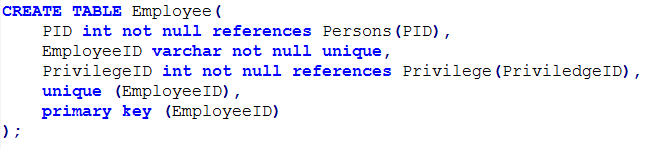 CREATE TABLE Employee(
PID int not null references Persons(PID),
EmployeeID varchar not null unique,
PrivilegeID int not null references Privilege(PriviledgeID),
unique (EmployeeID),
primary key (EmployeeID)
);